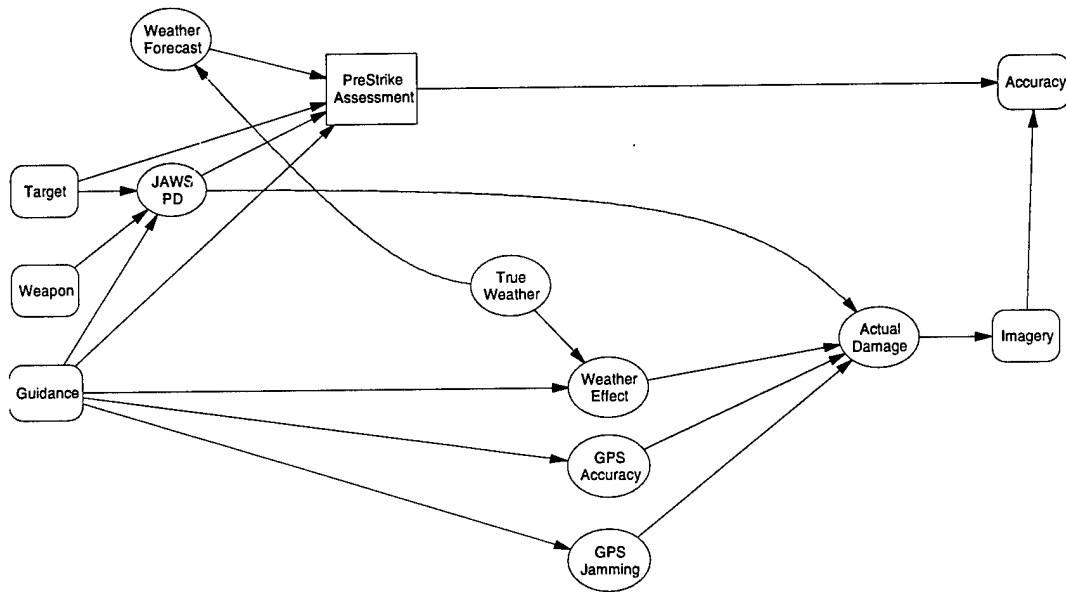 Weather
Forecast
PreStrike
Assessment
Accuracy
Target
JAWS
PD
Weapon
True
Weather
Actual
Damage
Imagery
Guidance
Weather
Effect
GPS
Accuracy
GPS
Jamming